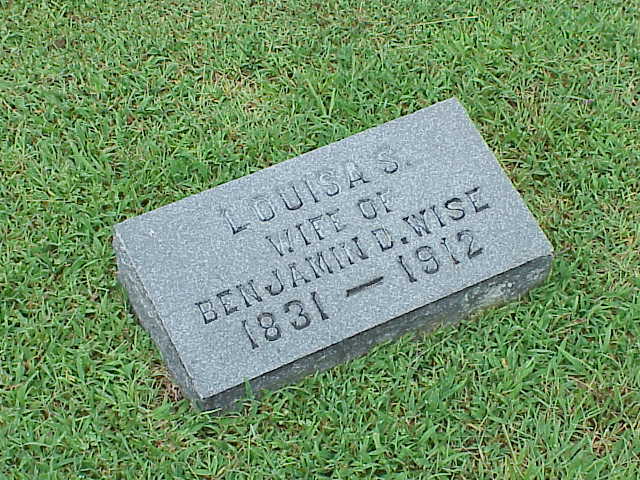 LOUISA S.
WIFE OF
BENJAMIN D. WISE
1831 — 1912